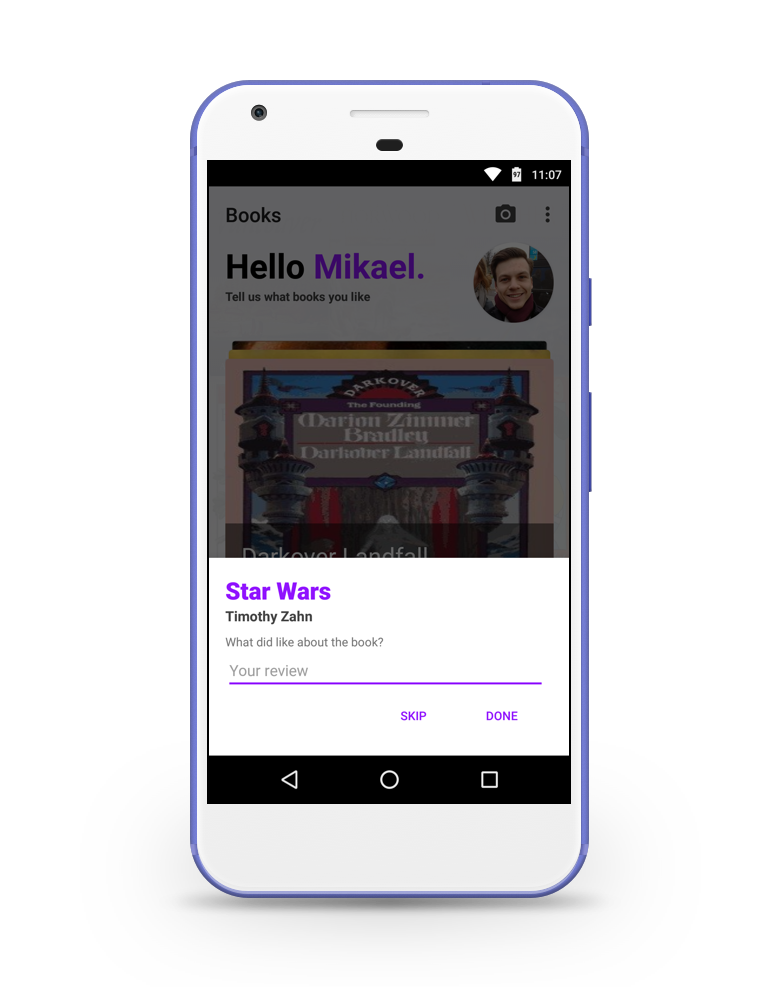 97 11:07
Books
Hello Mikael.
Tell us what books you like
DARKOVER
The Founding
Marion Zimmer
Bradley
Darkover Landfall
Darkover Landfall
Star Wars
Timothy Zahn
What did like about the book?
Your review
SKIP DONE